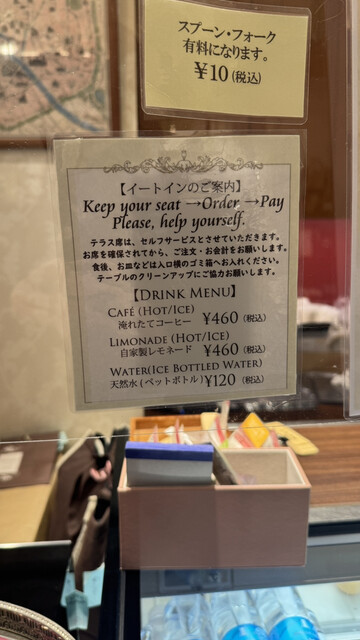 スプーン・フォーク
有料になります。
¥10(税込)
【イートインのご案内】
Keep your seat →Order →Pay
Please, help yourself.
テラス席は、セルフサービスとさせていただきます。
お席を確保されてから、ご注文・お会計をお願いします。
食後、お皿などは入口横のゴミ箱へお入れください。
テーブルのクリーンアップにご協力お願いします。
【DRINK MENU】
CAFÉ (HOT/ICE)
淹れたてコーヒー ¥460(税込)
LIMONADE (HOT/ICE)
自家製レモネード ¥460(税込)
WATER(ICE BOTTLED WATER)
天然水(ペットボトル)¥120(税込)